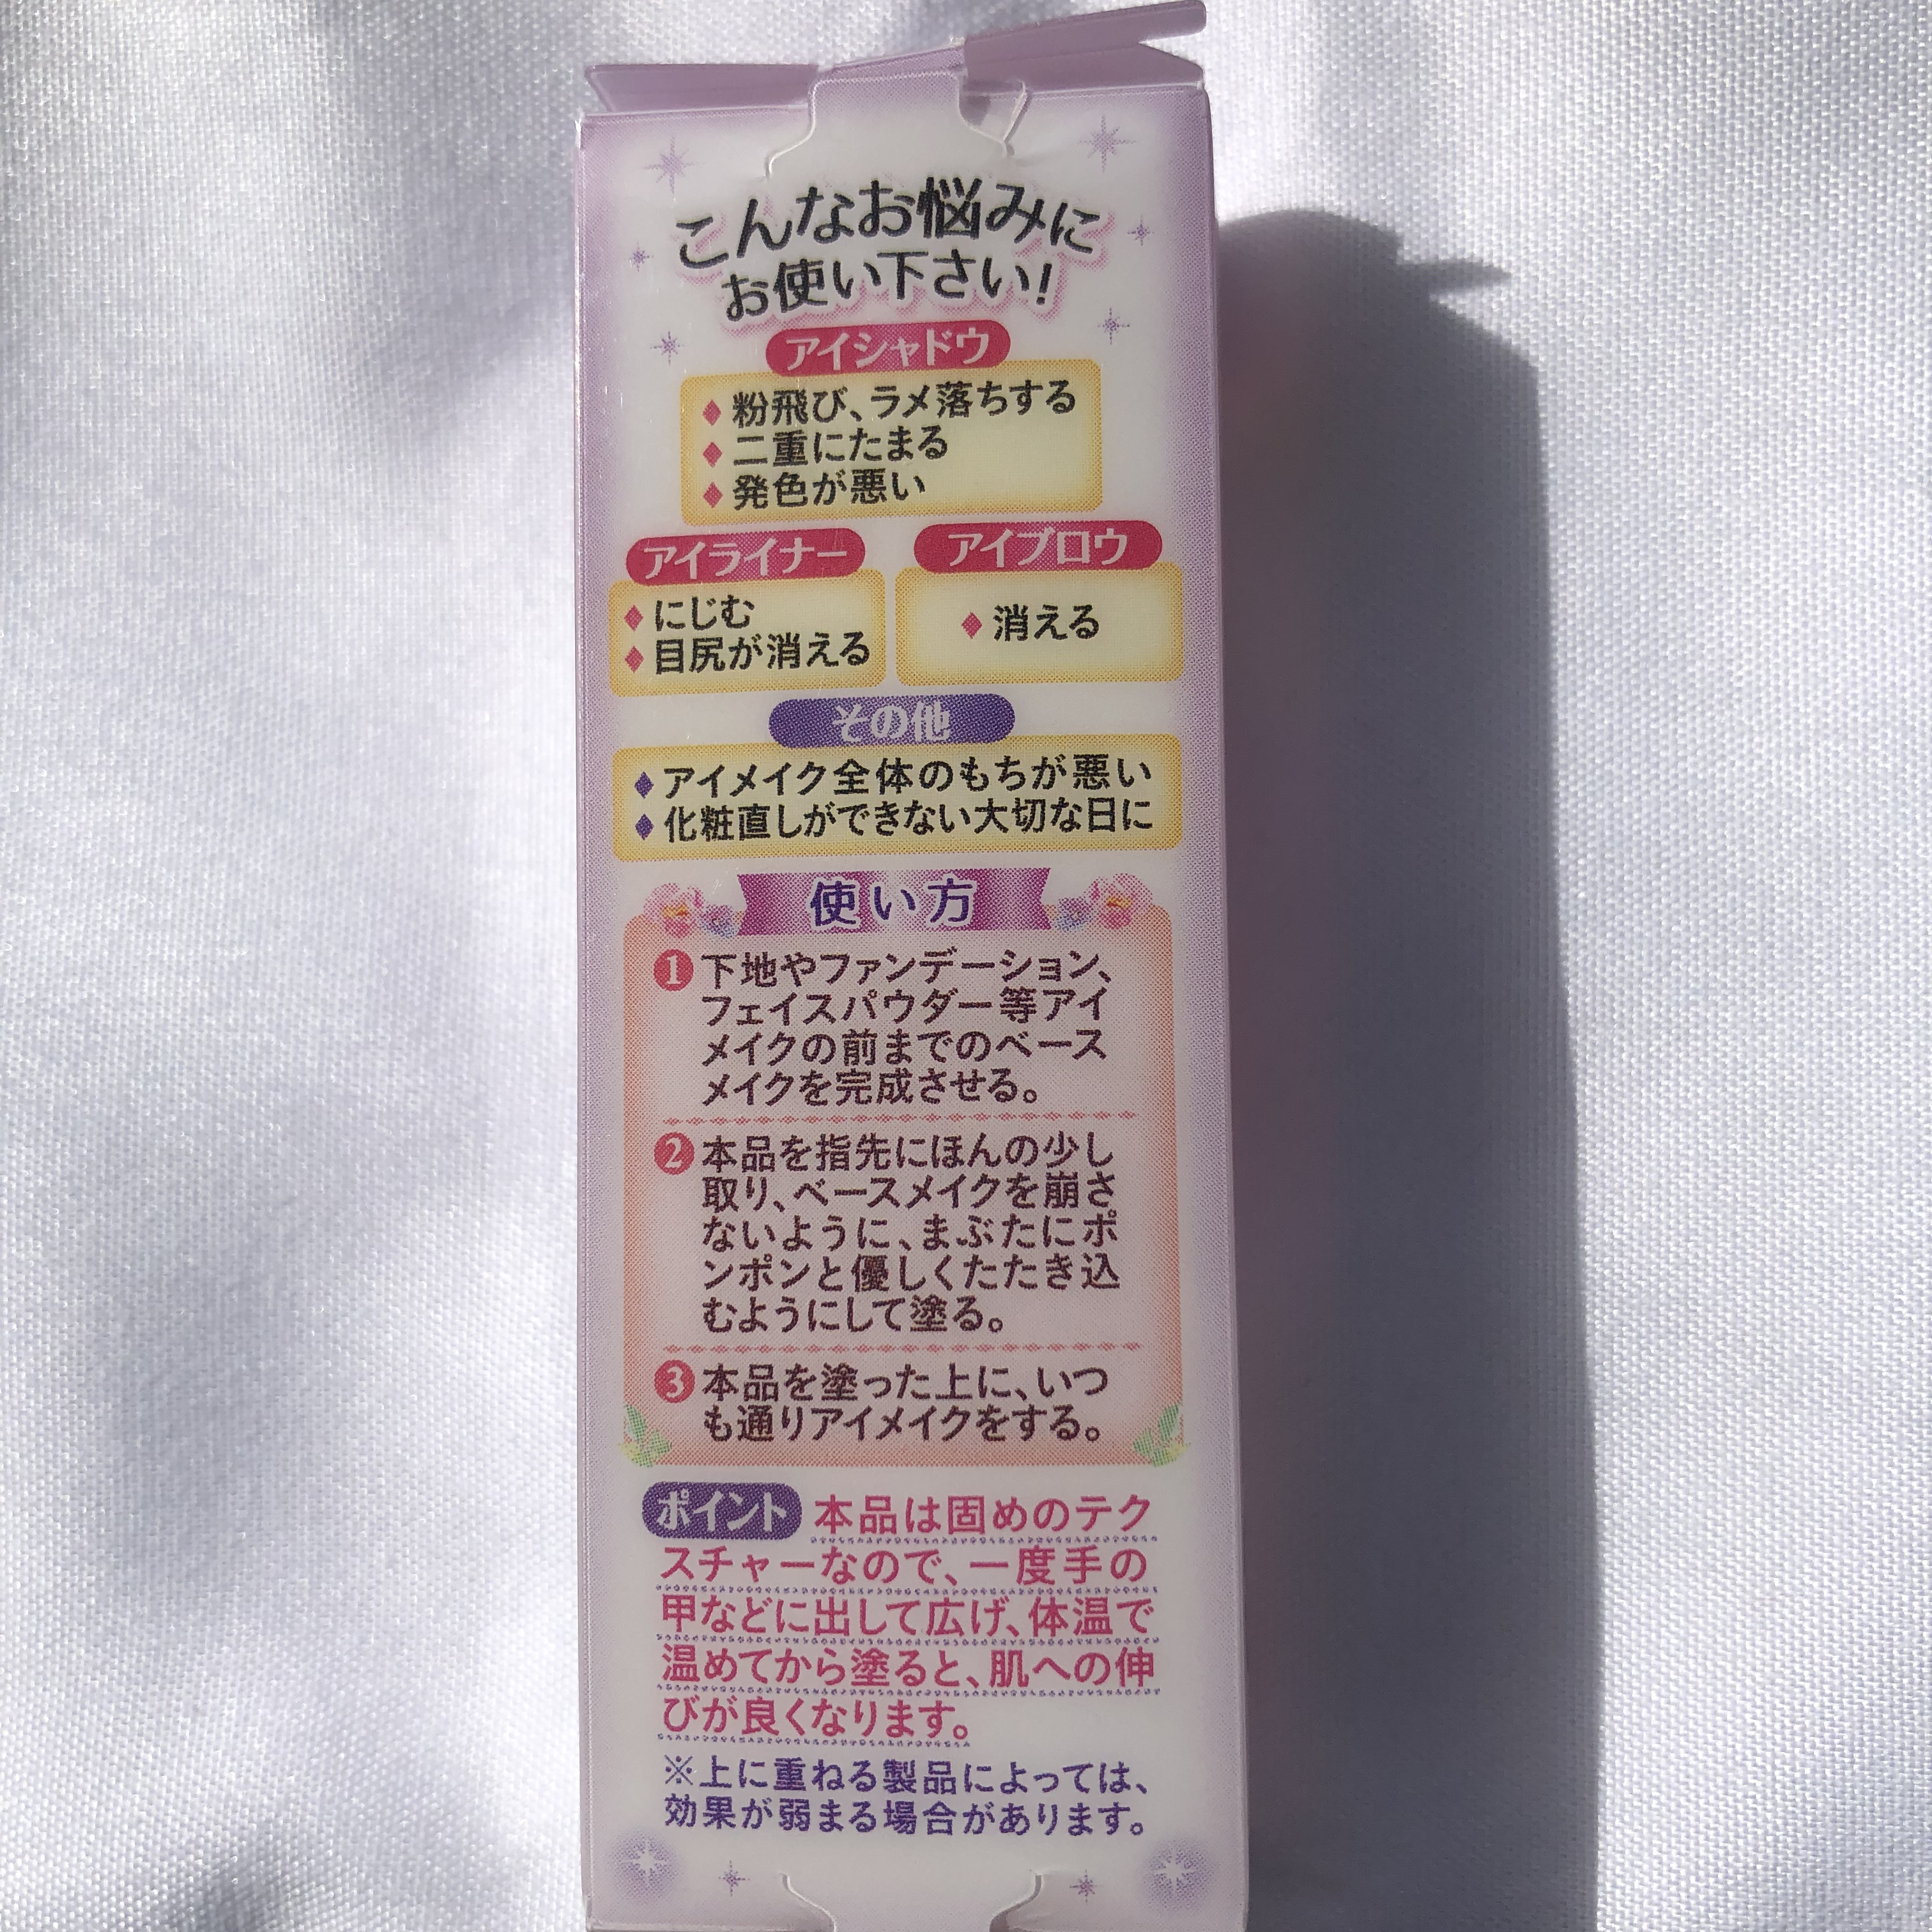 こんなお悩みに
お使い下さい!
アイシャドウ
粉飛び、ラメ落ちする
二重にたまる
発色が悪い
アイライナー
にじむ
目尻が消える
アイブロウ
消える
その他
アイメイク全体のもちが悪い
化粧直しができない大切な日に
使い方
1 下地やファンデーション、
フェイスパウダー等アイ
メイクの前までのベース
メイクを完成させる。
2 本品を指先にほんの少し
取り、ベースメイクを崩さ
ないように、まぶたにポ
ンポンと優しくたたき込
むようにして塗る。
3 本品を塗った上に、いつ
も通りアイメイクをする。
ポイント 本品は固めのテク
スチャーなので、一度手の
甲などに出して広げ、体温で
温めてから塗ると、肌への伸
びが良くなります。
※上に重ねる製品によっては、
効果が弱まる場合があります。